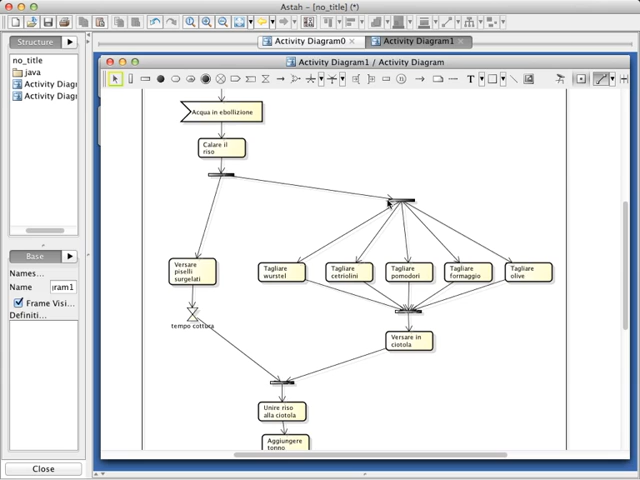 Astah – [no_title] (*)
Structure
Activity Diagram0
Activity Diagram1
Activity Diagram1 / Activity Diagram
no_title
java
Activity Diagr
Activity Diagr
T
Acqua in ebollizione
Calare il
riso
Versare
piselli
surgelati
Tagliare
wurstel
Tagliare
cetriolini
Tagliare
pomodori
Tagliare
formaggio
Tagliare
olive
tempo cottura
Versare in
ciotola
Unire riso
alla ciotola
Aggiungere
tonno
Base
Names...
Name
ram1
Frame Visi...
Definiti...
Close